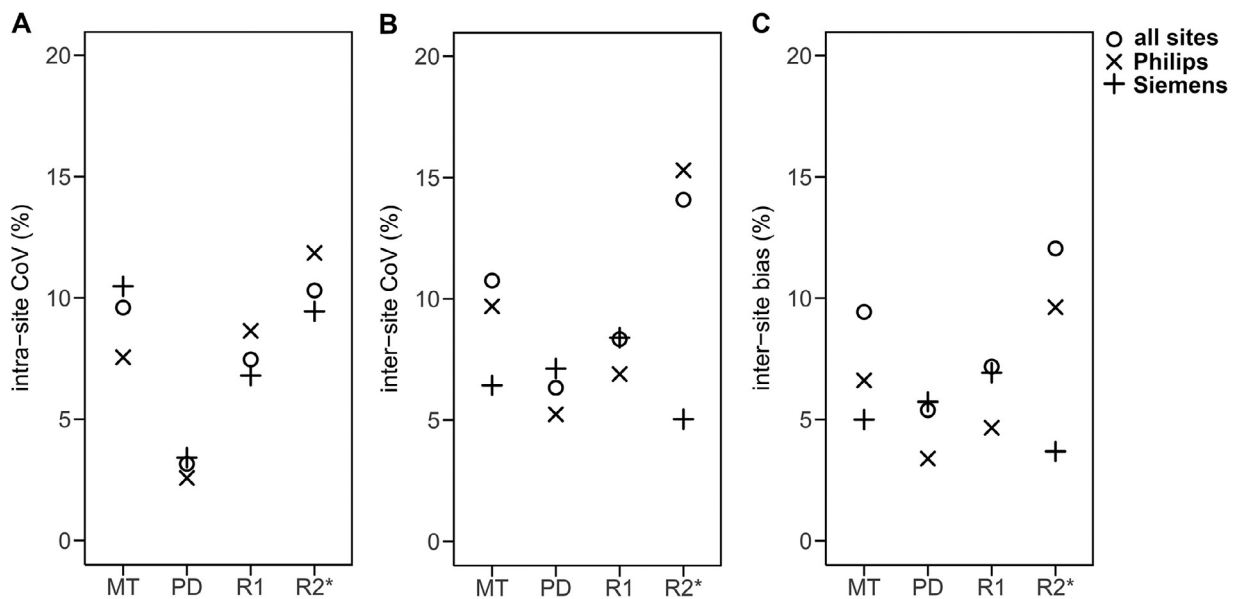 A
intra−site CoV (%)
20
15
10
5
0
MT PD R1 R2*
B
inter−site CoV (%)
20
15
10
5
0
MT PD R1 R2*
C
inter−site bias (%)
20
15
10
5
0
MT PD R1 R2*
all sites
Philips
Siemens